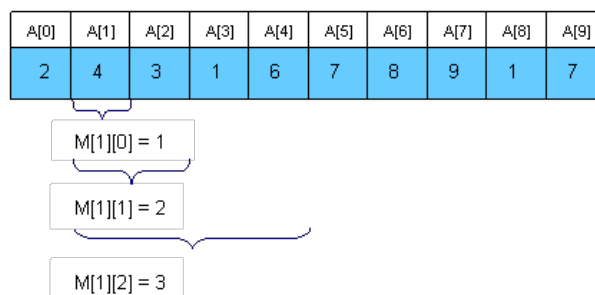 A[0] A[1] A[2] A[3] A[4] A[5] A[6] A[7] A[8] A[9]
2 4 3 1 6 7 8 9 1 7
M[1][0] = 1
M[1][1] = 2
M[1][2] = 3